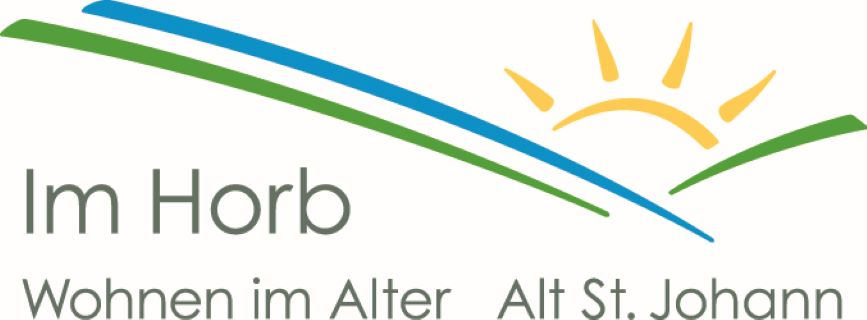 Im Horb
Wohnen im Alter Alt St. Johann